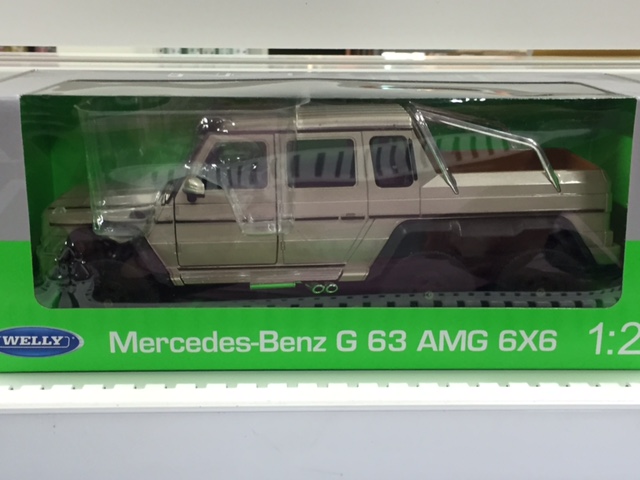 WELLY
Mercedes-Benz G 63 AMG 6X6
1:2